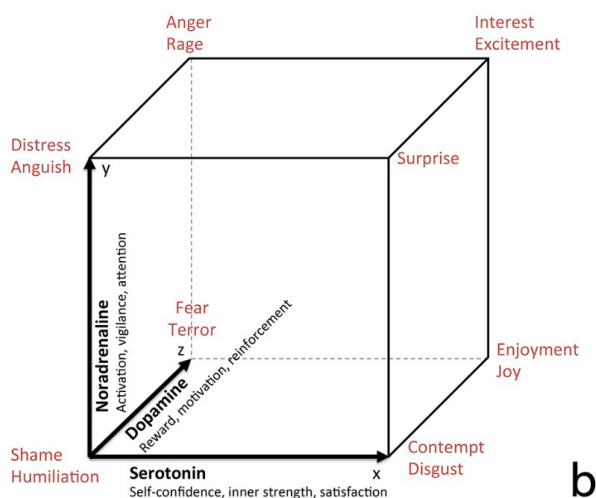 Anger
Rage
Interest
Excitement
Distress
Anguish
Surprise
y
Noradrenaline
Activation, vigilance, attention
Fear
Terror
z
Dopamine
Reward, motivation, reinforcement
Enjoyment
Joy
Shame
Humiliation
Contempt
Disgust
Serotonin
x
Self-confidence, inner strength, satisfaction
b